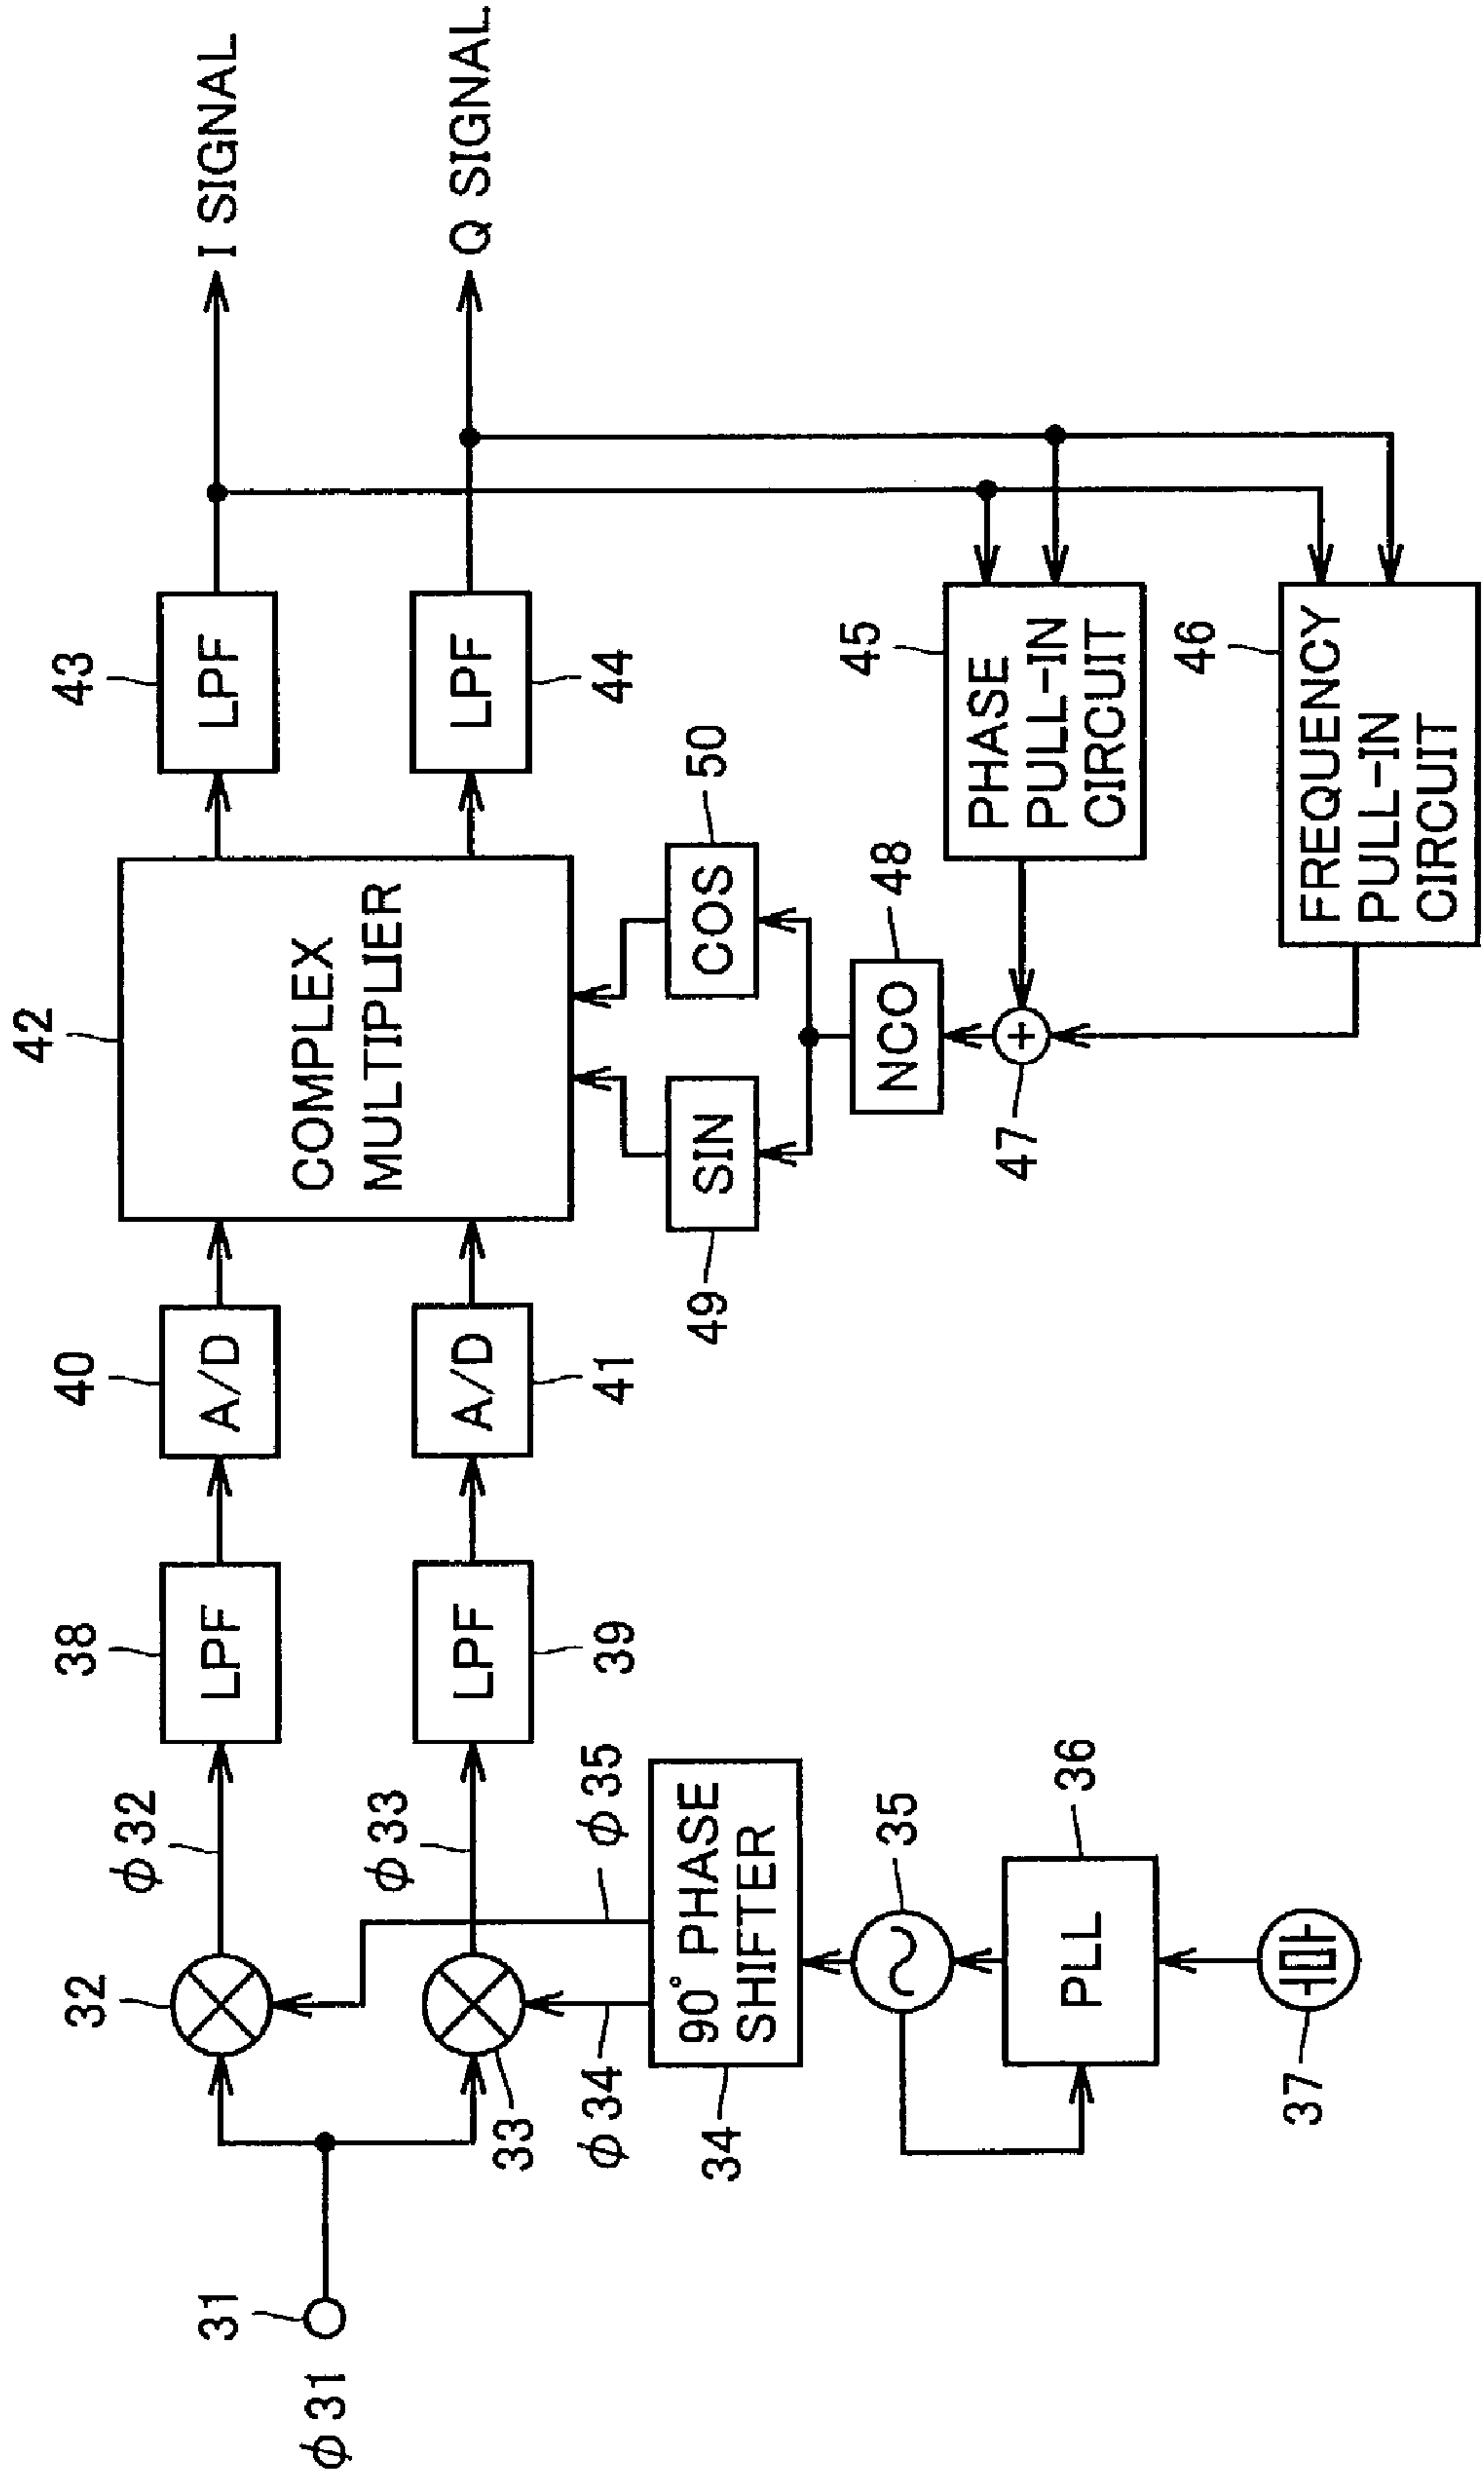 φ31
31
32
φ32
38
LPF
40
A/D
42
COMPLEX
MULTIPLIER
43
LPF
I SIGNAL
33
φ33
LPF
39
A/D
41
LPF
44
Q SIGNAL
φ34
φ35
34
90° PHASE
SHIFTER
35
36
PLL
37
49
SIN
50
COS
48
NCO
47
45
PHASE
PULL-IN
CIRCUIT
46
FREQUENCY
PULL-IN
CIRCUIT